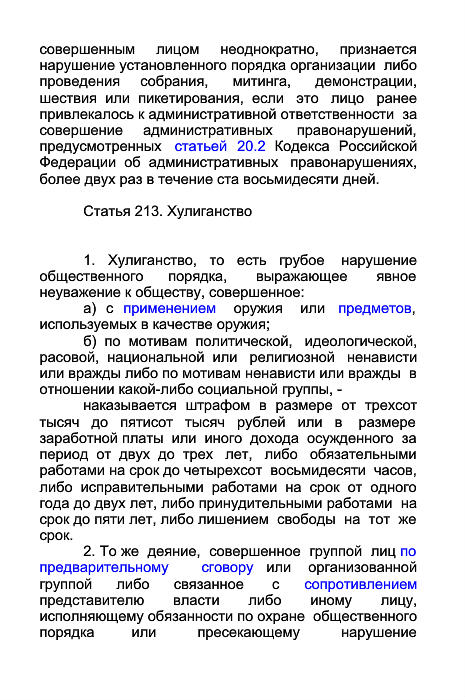 совершенным лицом неоднократно, признается
нарушение установленного порядка организации либо
проведения собрания, митинга, демонстрации,
шествия или пикетирования, если это лицо ранее
привлекалось к административной ответственности за
совершение административных правонарушений,
предусмотренных статьей 20.2 Кодекса Российской
Федерации об административных правонарушениях,
более двух раз в течение ста восьмидесяти дней.
Статья 213. Хулиганство
1. Хулиганство, то есть грубое нарушение
общественного порядка, выражающее явное
неуважение к обществу, совершенное:
а) с применением оружия или предметов,
используемых в качестве оружия;
б) по мотивам политической, идеологической,
расовой, национальной или религиозной ненависти
или вражды либо по мотивам ненависти или вражды в
отношении какой-либо социальной группы, -
наказывается штрафом в размере от трехсот
тысяч до пятисот тысяч рублей или в размере
заработной платы или иного дохода осужденного за
период от двух до трех лет, либо обязательными
работами на срок до четырехсот восьмидесяти часов,
либо исправительными работами на срок от одного
года до двух лет, либо принудительными работами на
срок до пяти лет, либо лишением свободы на тот же
срок.
2. То же деяние, совершенное группой лиц по
предварительному сговору или организованной
группой либо связанное с сопротивлением
представителю власти либо иному лицу,
исполняющему обязанности по охране общественного
порядка или пресекающему нарушение